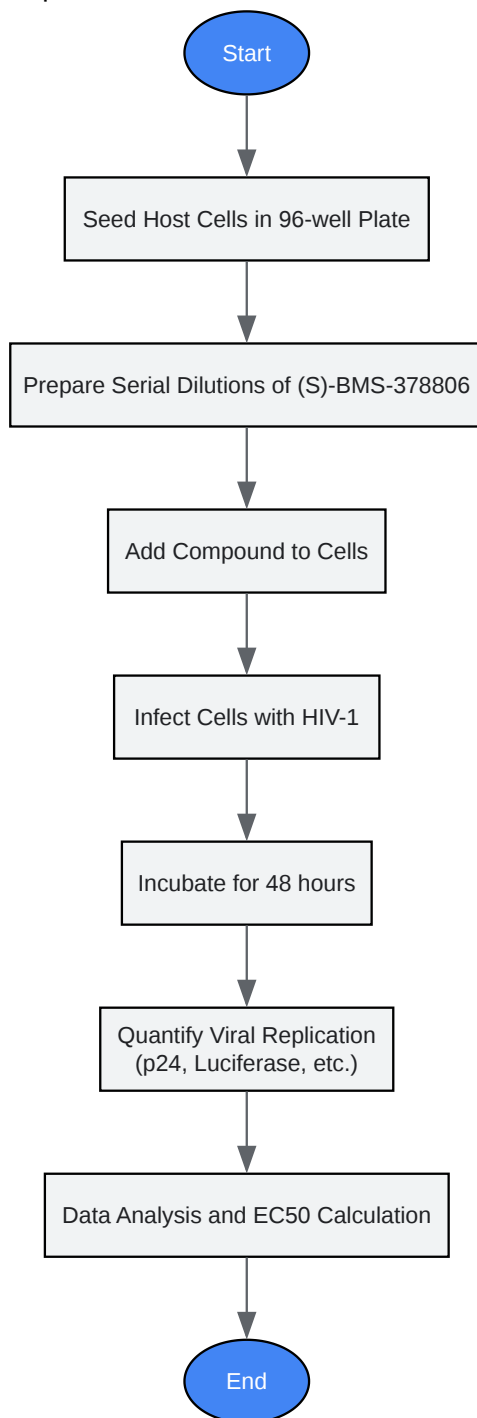 Start
Seed Host Cells in 96-well Plate
Prepare Serial Dilutions of (S)-BMS-378806
Add Compound to Cells
Infect Cells with HIV-1
Incubate for 48 hours
Quantify Viral Replication
(p24, Luciferase, etc.)
Data Analysis and EC50 Calculation
End